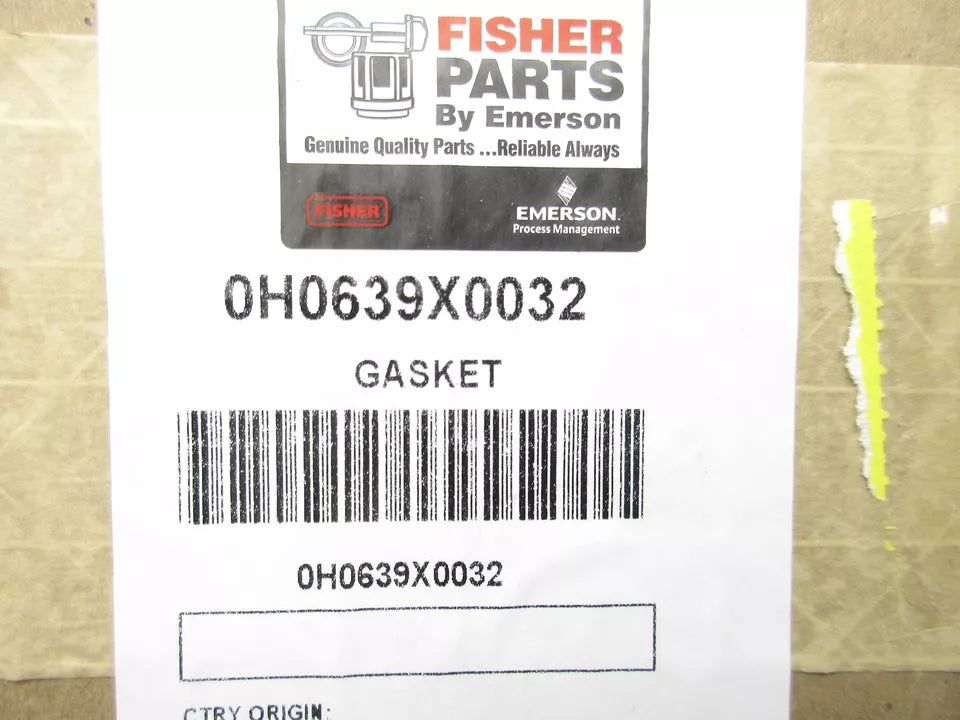 FISHER
PARTS
By Emerson
Genuine Quality Parts ...Reliable Always
FISHER
EMERSON.
Process Management
0H0639X0032
GASKET
0H0639X0032
CTRY ORIGIN: